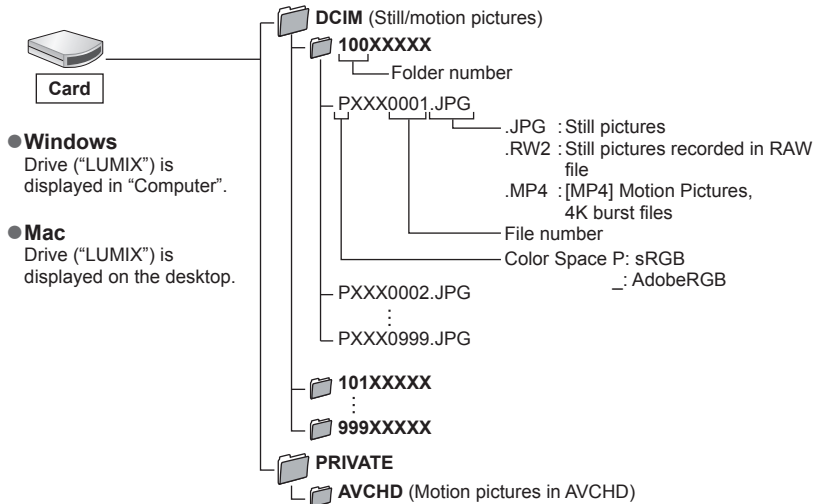 DCIM (Still/motion pictures)
100XXXXX
Folder number
Card
PXXX0001.JPG
.JPG : Still pictures
.RW2 : Still pictures recorded in RAW
file
.MP4 : [MP4] Motion Pictures,
4K burst files
File number
Color Space P: sRGB
_: AdobeRGB
●Windows
Drive (“LUMIX”) is
displayed in “Computer”.
●Mac
Drive (“LUMIX”) is
displayed on the desktop.
PXXX0002.JPG
PXXX0999.JPG
101XXXXX
999XXXXX
PRIVATE
AVCHD (Motion pictures in AVCHD)